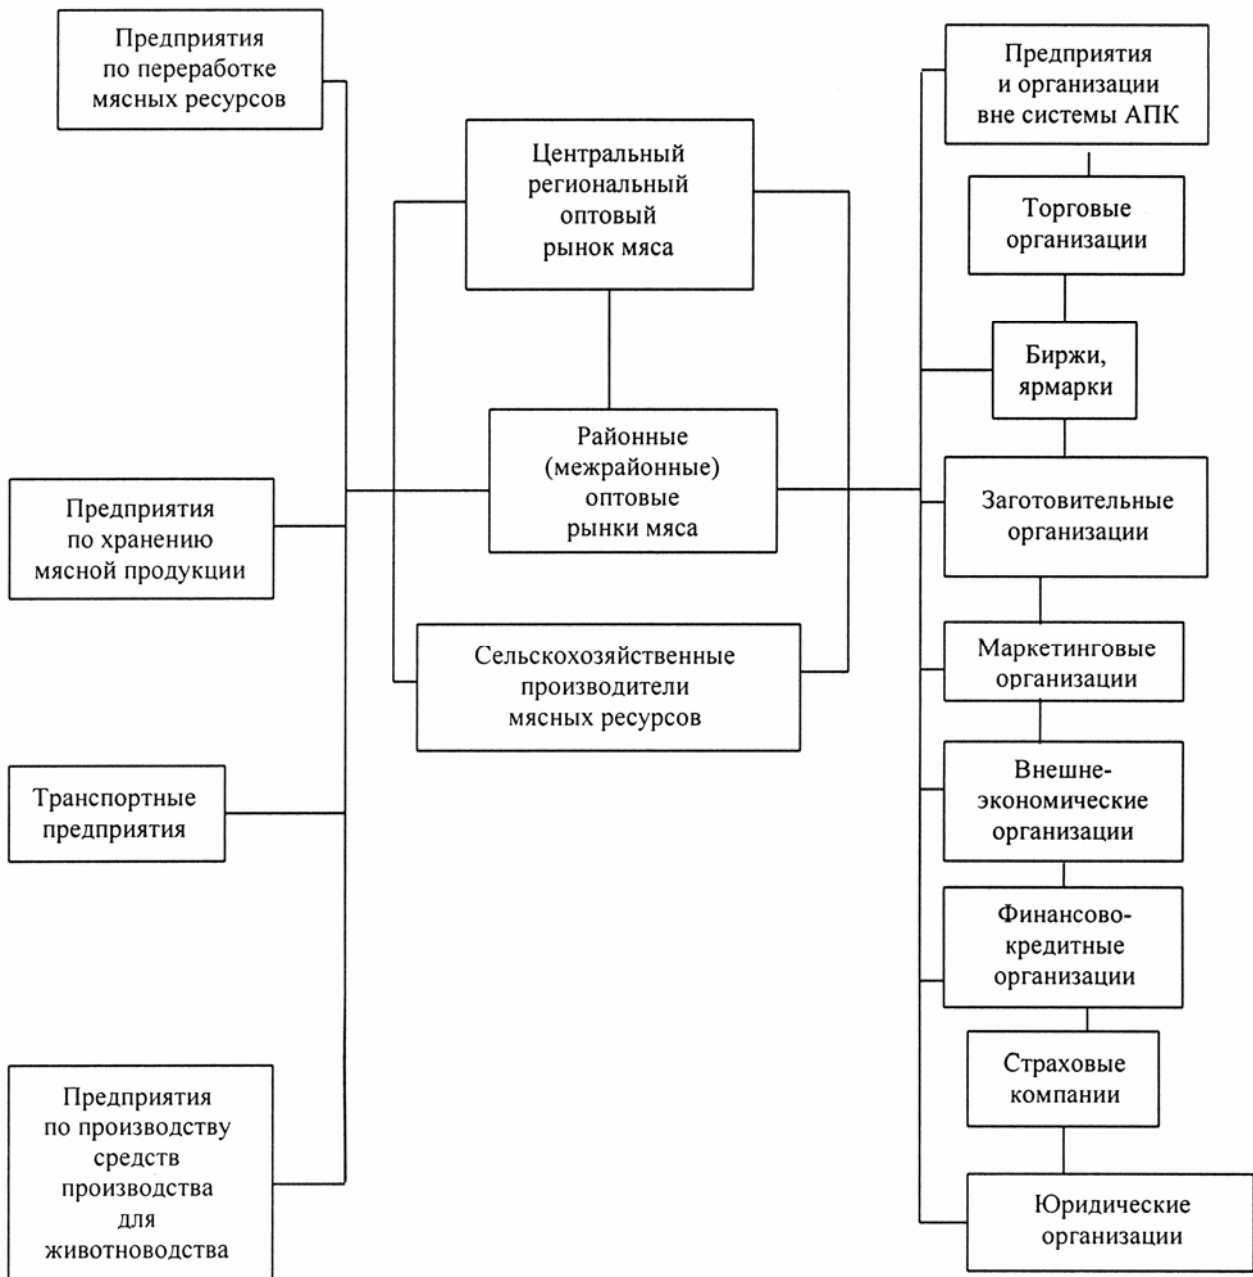 Предприятия
по переработке
мясных ресурсов
Предприятия
по хранению
мясной продукции
Транспортные
предприятия
Предприятия
по производству
средств
производства
для
животноводства
Центральный
региональный
оптовый
рынок мяса
Районные
(межрайонные)
оптовые
рынки мяса
Сельскохозяйственные
производители
мясных ресурсов
Предприятия
и организации
вне системы АПК
Торговые
организации
Биржи,
ярмарки
Заготовительные
организации
Маркетинговые
организации
Внешне-
экономические
организации
Финансово-
кредитные
организации
Страховые
компании
Юридические
организации